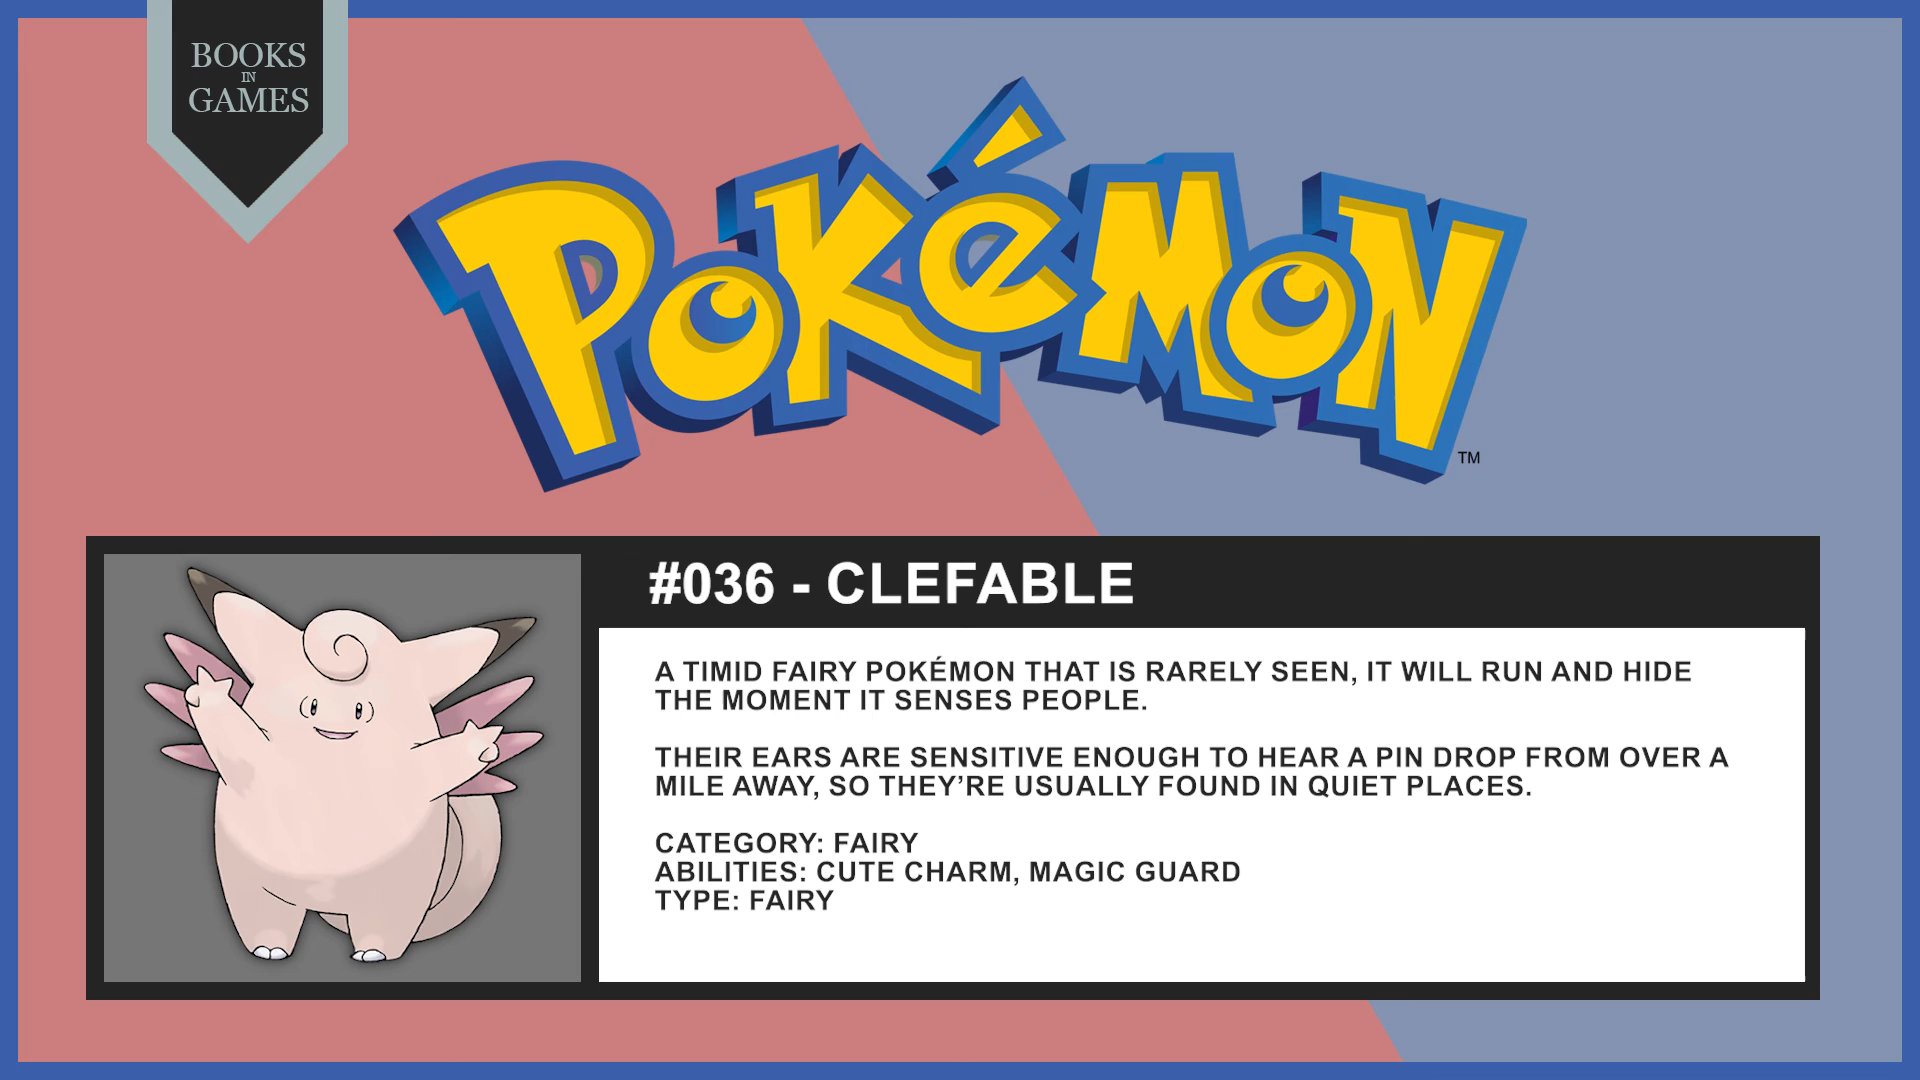 BOOKS
IN
GAMES
POKéMON
TM
#036 - CLEFABLE
A TIMID FAIRY POKÉMON THAT IS RARELY SEEN, IT WILL RUN AND HIDE
THE MOMENT IT SENSES PEOPLE.
THEIR EARS ARE SENSITIVE ENOUGH TO HEAR A PIN DROP FROM OVER A
MILE AWAY, SO THEY’RE USUALLY FOUND IN QUIET PLACES.
CATEGORY: FAIRY
ABILITIES: CUTE CHARM, MAGIC GUARD
TYPE: FAIRY